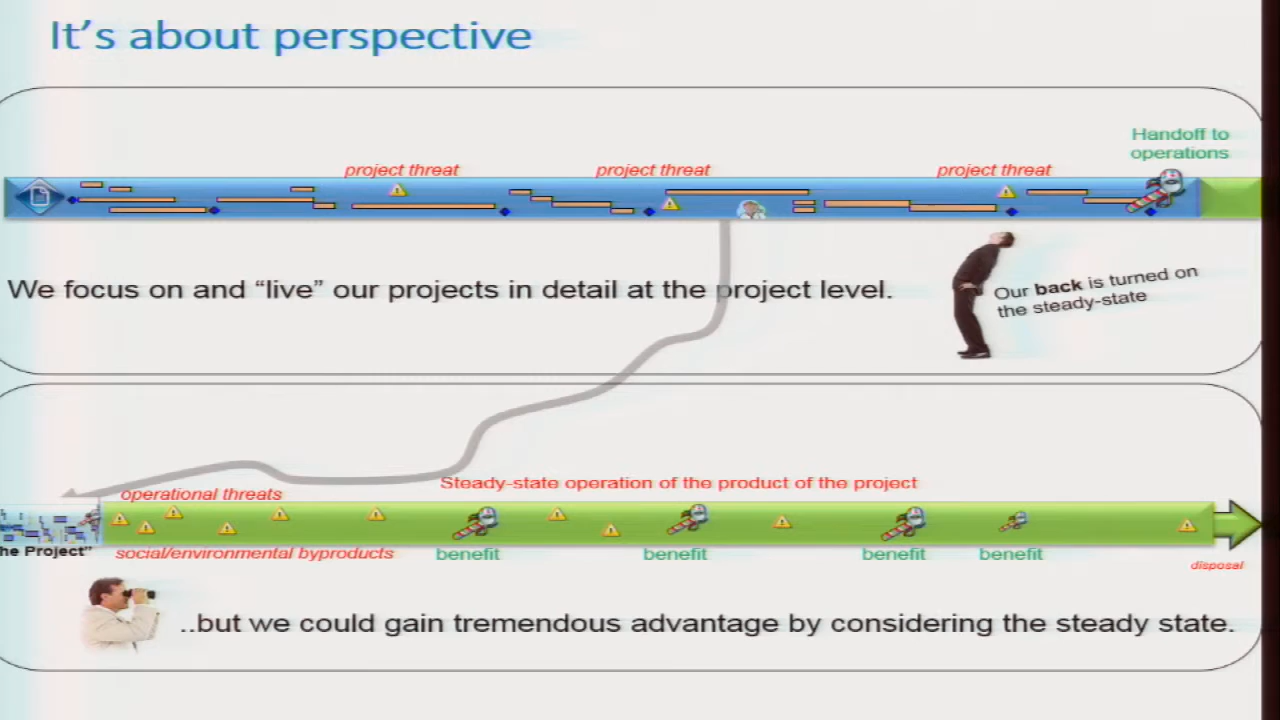 It's about perspective
Handoff to
operations
project threat
project threat
project threat
We focus on and “live” our projects in detail at the project level.
Our back is turned on
the steady-state
Steady-state operation of the product of the project
operational threats
he Project”
social/environmental byproducts
benefit
benefit
benefit
benefit
disposal
..but we could gain tremendous advantage by considering the steady state.